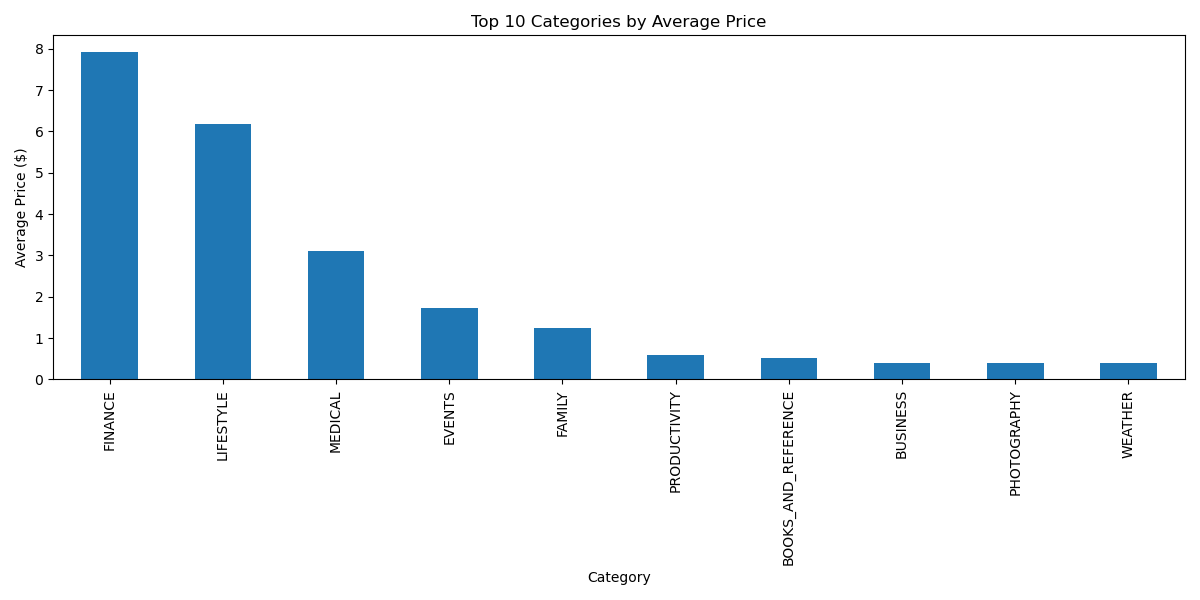 Top 10 Categories by Average Price
Average Price ($)
8
7
6
5
4
3
2
1
0
FINANCE
LIFESTYLE
MEDICAL
EVENTS
FAMILY
PRODUCTIVITY
BOOKS_AND_REFERENCE
BUSINESS
PHOTOGRAPHY
WEATHER
Category